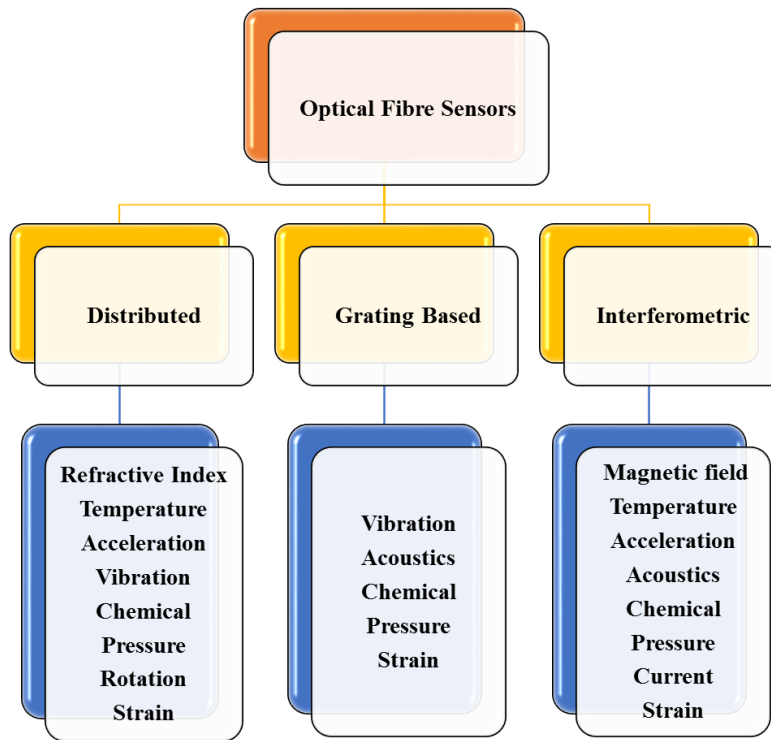 Optical Fibre Sensors
Distributed
Grating Based
Interferometric
Refractive Index
Temperature
Acceleration
Vibration
Chemical
Pressure
Rotation
Strain
Vibration
Acoustics
Chemical
Pressure
Strain
Magnetic field
Temperature
Acceleration
Acoustics
Chemical
Pressure
Current
Strain